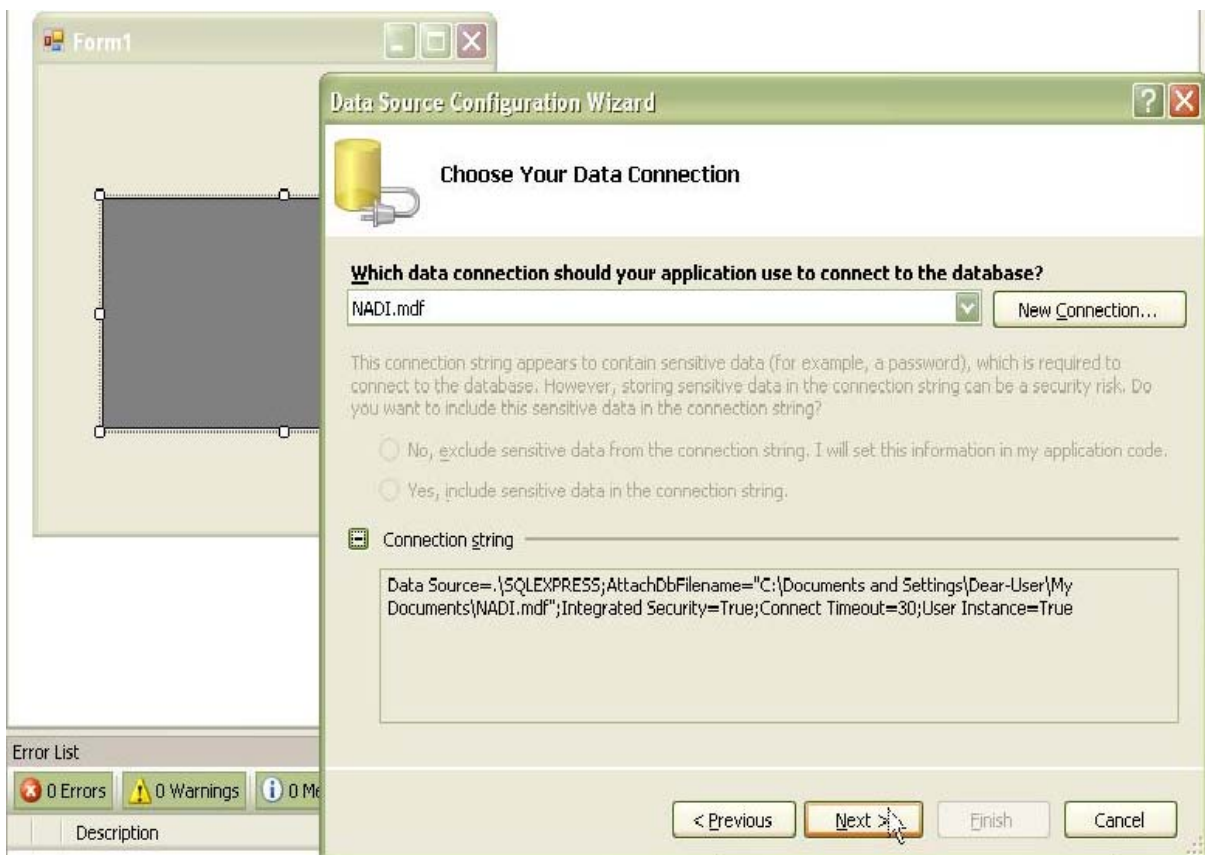 Form1
Data Source Configuration Wizard
Choose Your Data Connection
Which data connection should your application use to connect to the database?
NADI.mdf
New Connection...
This connection string appears to contain sensitive data (for example, a password), which is required to
connect to the database. However, storing sensitive data in the connection string can be a security risk. Do
you want to include this sensitive data in the connection string?
No, exclude sensitive data from the connection string. I will set this information in my application code.
Yes, include sensitive data in the connection string.
Connection string
Data Source=.\SQLEXPRESS;AttachDbFilename="C:\Documents and Settings\Dear-User\My
Documents\NADI.mdf";Integrated Security=True;Connect Timeout=30;User Instance=True
Error List
0 Errors
0 Warnings
0 Me
Description
< Previous
Next >
Finish
Cancel